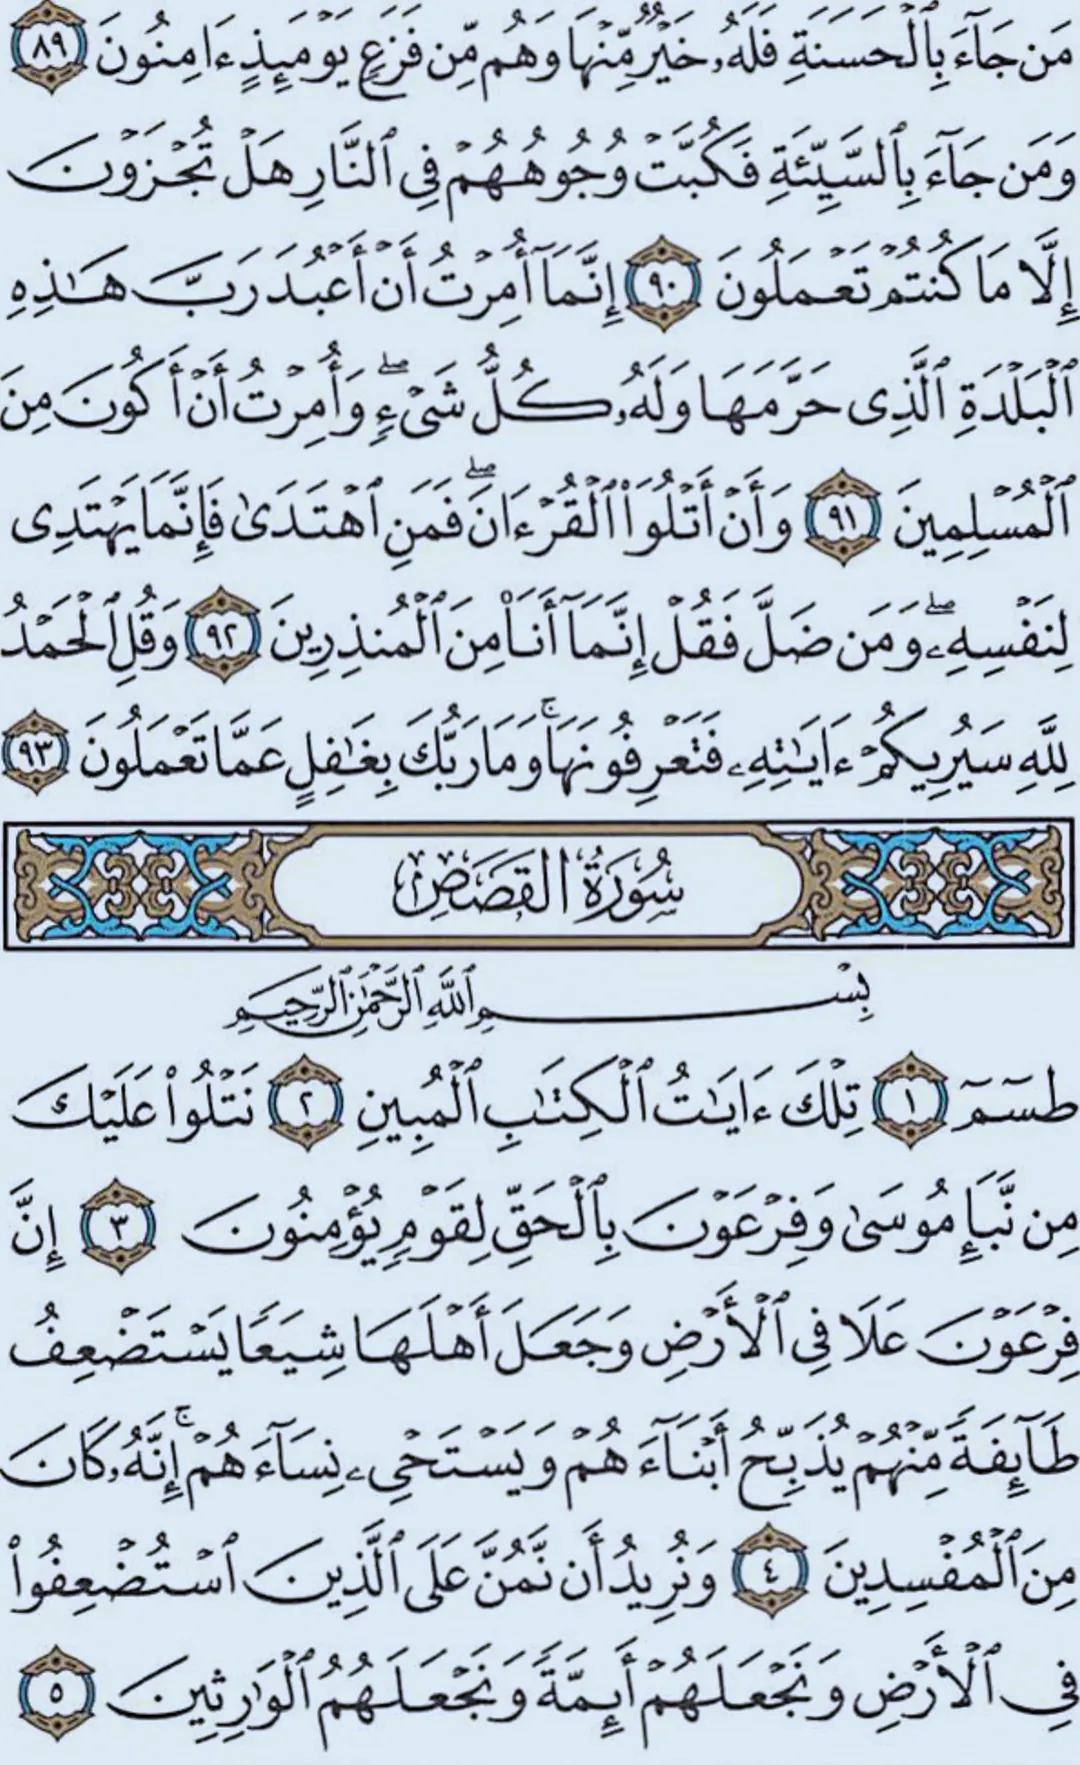 مَن جَآءَ بِٱلْحَسَنَةِ فَلَهُۥ خَيْرٌ مِّنْهَا وَهُم مِّن فَزَعٍ يَوْمَئِذٍ ءَامِنُونَ ٨٩
وَمَن جَآءَ بِٱلسَّيِّئَةِ فَكُبَّتْ وُجُوهُهُمْ فِى ٱلنَّارِ هَلْ تُجْزَوْنَ
إِلَّا مَا كُنتُمْ تَعْمَلُونَ ٩٠ إِنَّمَآ أُمِرْتُ أَنْ أَعْبُدَ رَبَّ هَـٰذِهِ
ٱلْبَلْدَةِ ٱلَّذِى حَرَّمَهَا وَلَهُۥ كُلُّ شَىْءٍۖ وَأُمِرْتُ أَنْ أَكُونَ مِنَ
ٱلْمُسْلِمِينَ ٩١ وَأَنْ أَتْلُوَا۟ ٱلْقُرْءَانَۖ فَمَنِ ٱهْتَدَىٰ فَإِنَّمَا يَهْتَدِى
لِنَفْسِهِۦۖ وَمَن ضَلَّ فَقُلْ إِنَّمَآ أَنَا۠ مِنَ ٱلْمُنذِرِينَ ٩٢ وَقُلِ ٱلْحَمْدُ
لِلَّهِ سَيُرِيكُمْ ءَايَـٰتِهِۦ فَتَعْرِفُونَهَاۚ وَمَا رَبُّكَ بِغَـٰفِلٍ عَمَّا تَعْمَلُونَ ٩٣
سُورَةُ القَصَصِ
بِسْمِ ٱللَّهِ ٱلرَّحْمَـٰنِ ٱلرَّحِيمِ
طسٓمٓ ١ تِلْكَ ءَايَـٰتُ ٱلْكِتَـٰبِ ٱلْمُبِينِ ٢ نَتْلُوا۟ عَلَيْكَ
مِن نَّبَإِ مُوسَىٰ وَفِرْعَوْنَ بِٱلْحَقِّ لِقَوْمٍ يُؤْمِنُونَ ٣ إِنَّ
فِرْعَوْنَ عَلَا فِى ٱلْأَرْضِ وَجَعَلَ أَهْلَهَا شِيَعًا يَسْتَضْعِفُ
طَآئِفَةً مِّنْهُمْ يُذَبِّحُ أَبْنَآءَهُمْ وَيَسْتَحْىِۦ نِسَآءَهُمْۚ إِنَّهُۥ كَانَ
مِنَ ٱلْمُفْسِدِينَ ٤ وَنُرِيدُ أَن نَّمُنَّ عَلَى ٱلَّذِينَ ٱسْتُضْعِفُوا۟
فِى ٱلْأَرْضِ وَنَجْعَلَهُمْ أَئِمَّةً وَنَجْعَلَهُمُ ٱلْوَٰرِثِينَ ٥